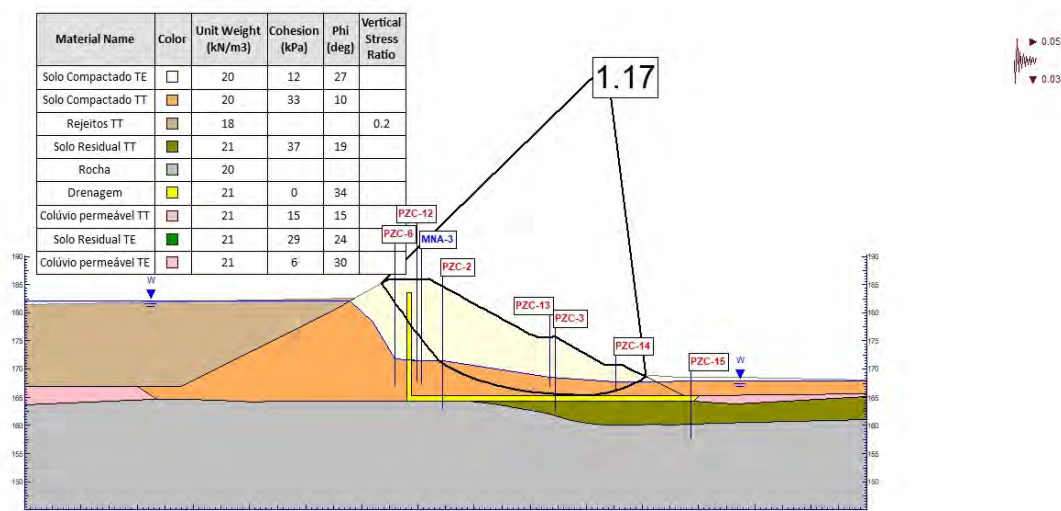 Material Name Color Unit Weight (kN/m3) Cohesion (kPa) Phi (deg) Vertical Stress Ratio
Solo Compactado TE 20 12 27
Solo Compactado TT 20 33 10
Rejeitos TT 18 0.2
Solo Residual TT 21 37 19
Rocha 20
Drenagem 21 0 34
Colúvio permeável TT 21 15 15
Solo Residual TE 21 29 24
Colúvio permeável TE 21 6 30
1.17
0.05
0.03
PZC-12
PZC-6
MNA-3
PZC-2
PZC-13
PZC-3
PZC-14
PZC-15
W
W
190
185
180
175
170
165
160
155
150
190
185
180
175
170
165
160
155
150